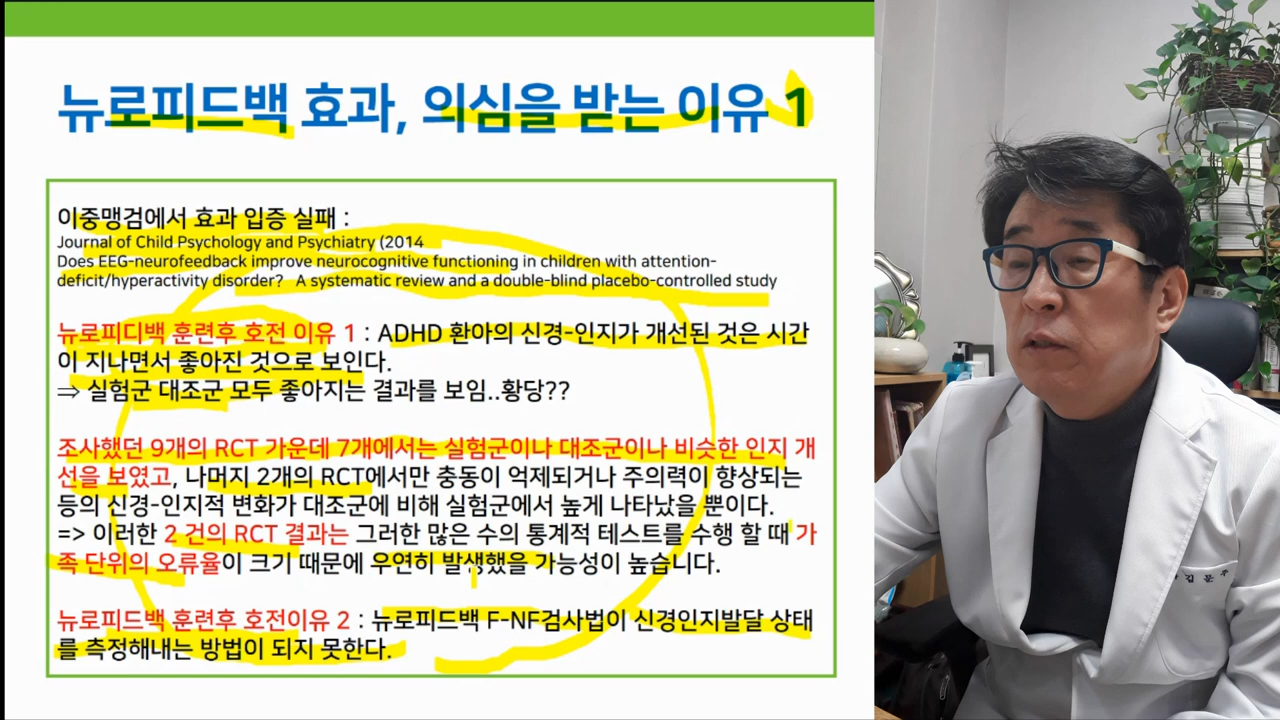 뉴로피드백 효과, 의심을 받는 이유 1
이중맹검에서 효과 입증 실패 :
Journal of Child Psychology and Psychiatry (2014
Does EEG-neurofeedback improve neurocognitive functioning in children with attention-
deficit/hyperactivity disorder? A systematic review and a double-blind placebo-controlled study
뉴로피디백 훈련후 호전 이유 1 : ADHD 환아의 신경-인지가 개선된 것은 시간
이 지나면서 좋아진 것으로 보인다.
⇒ 실험군 대조군 모두 좋아지는 결과를 보임..황당??
조사했던 9개의 RCT 가운데 7개에서는 실험군이나 대조군이나 비슷한 인지 개
선을 보였고, 나머지 2개의 RCT에서만 충동이 억제되거나 주의력이 향상되는
등의 신경-인지적 변화가 대조군에 비해 실험군에서 높게 나타났을 뿐이다.
=> 이러한 2 건의 RCT 결과는 그러한 많은 수의 통계적 테스트를 수행 할 때 가
족 단위의 오류율이 크기 때문에 우연히 발생했을 가능성이 높습니다.
뉴로피드백 훈련후 호전이유 2 : 뉴로피드백 F-NF검사법이 신경인지발달 상태
를 측정해내는 방법이 되지 못한다.